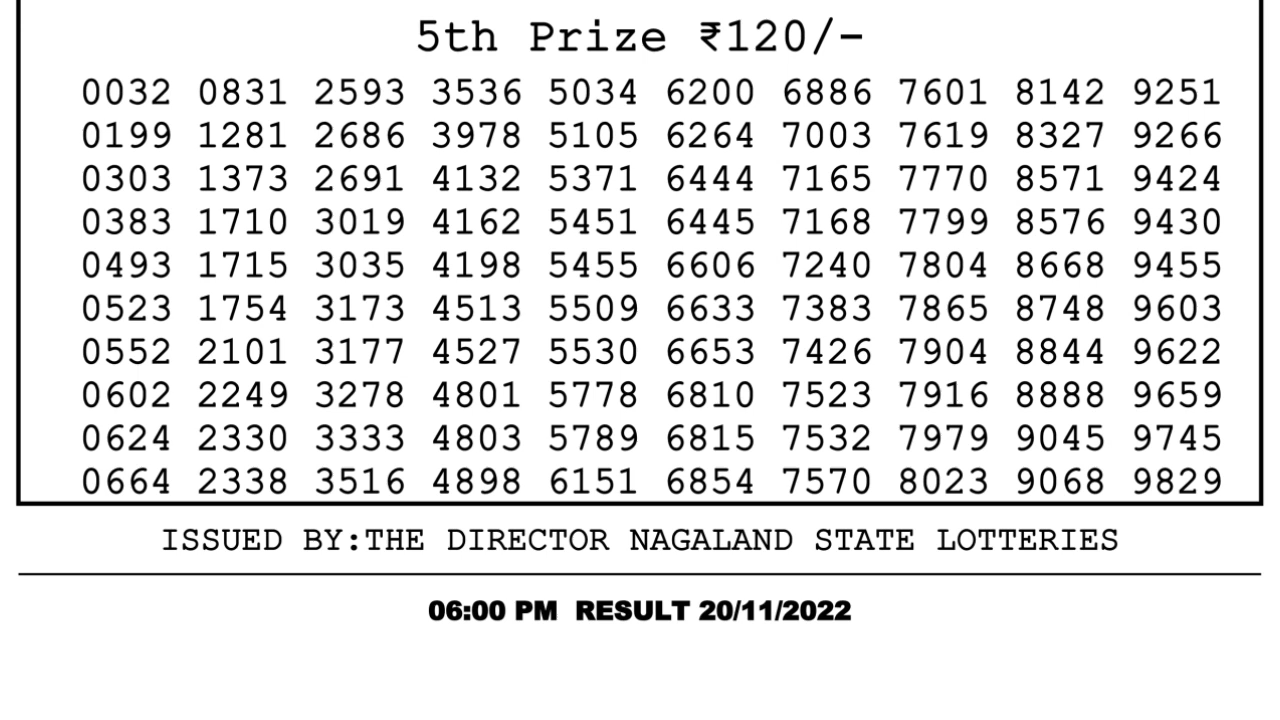 5th Prize ₹120/-
0032 0831 2593 3536 5034 6200 6886 7601 8142 9251
0199 1281 2686 3978 5105 6264 7003 7619 8327 9266
0303 1373 2691 4132 5371 6444 7165 7770 8571 9424
0383 1710 3019 4162 5451 6445 7168 7799 8576 9430
0493 1715 3035 4198 5455 6606 7240 7804 8668 9455
0523 1754 3173 4513 5509 6633 7383 7865 8748 9603
0552 2101 3177 4527 5530 6653 7426 7904 8844 9622
0602 2249 3278 4801 5778 6810 7523 7916 8888 9659
0624 2330 3333 4803 5789 6815 7532 7979 9045 9745
0664 2338 3516 4898 6151 6854 7570 8023 9068 9829
ISSUED BY:THE DIRECTOR NAGALAND STATE LOTTERIES
06:00 PM RESULT 20/11/2022